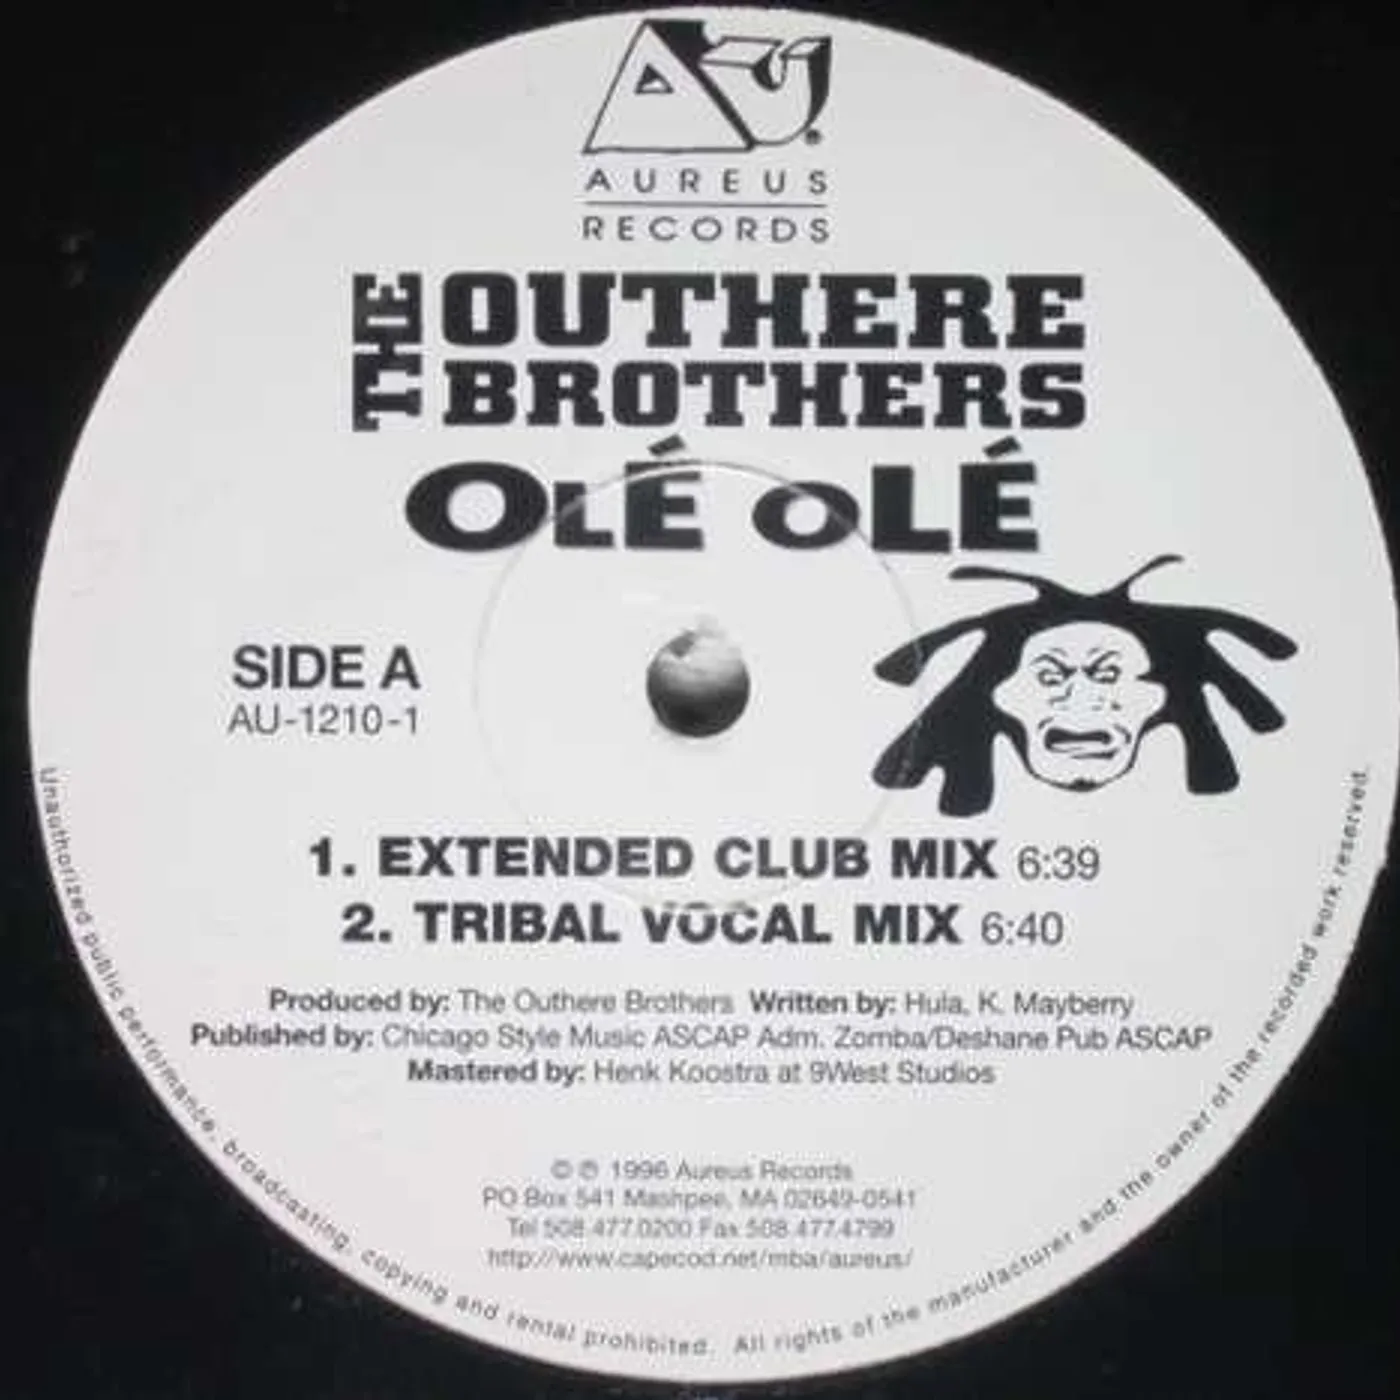 AU
AUREUS
RECORDS
THE OUTHERE
BROTHERS
OLÉ OLÉ
SIDE A
AU-1210-1
1. EXTENDED CLUB MIX 6:39
2. TRIBAL VOCAL MIX 6:40
Produced by: The Outhere Brothers Written by: Hula, K. Mayberry
Published by: Chicago Style Music ASCAP Adm. Zomba/Deshane Pub ASCAP
Mastered by: Henk Koostra at 9West Studios
© ℗ 1996 Aureus Records
PO Box 541 Mashpee, MA 02649-0541
Tel 508.477.0200 Fax 508.477.4799
http://www.capecod.net/mba/aureus/
Unauthorized public performance, broadcasting, copying and rental prohibited. All rights of the manufacturer and the owner of the recorded work reserved.